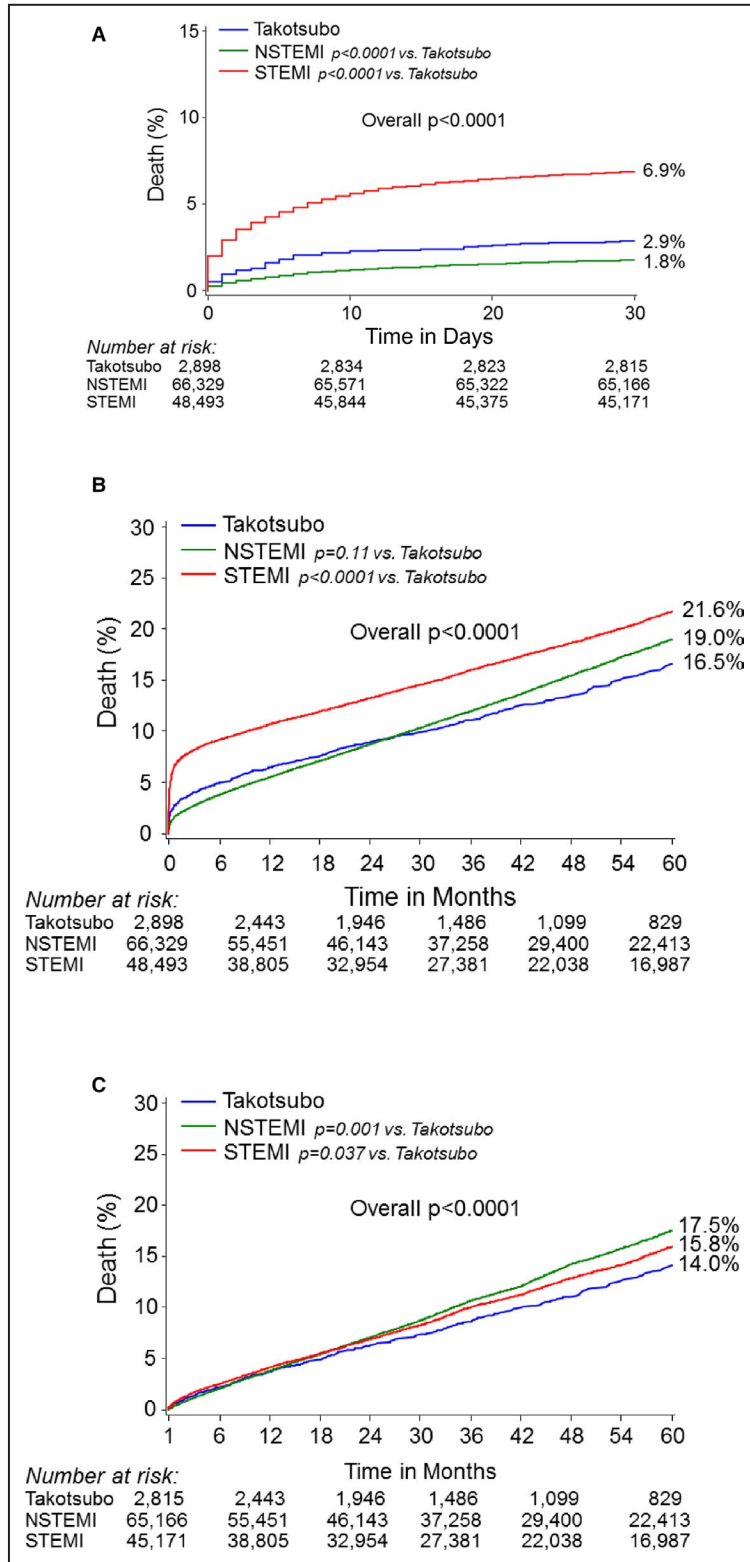 A
Takotsubo
NSTEMI p<0.0001 vs. Takotsubo
STEMI p<0.0001 vs. Takotsubo
Overall p<0.0001
Death (%)
15
10
5
0
6.9%
2.9%
1.8%
0 10 20 30
Time in Days
Number at risk:
Takotsubo 2,898 2,834 2,823 2,815
NSTEMI 66,329 65,571 65,322 65,166
STEMI 48,493 45,844 45,375 45,171
B
Takotsubo
NSTEMI p=0.11 vs. Takotsubo
STEMI p<0.0001 vs. Takotsubo
Overall p<0.0001
Death (%)
30
25
20
15
10
5
0
21.6%
19.0%
16.5%
0 6 12 18 24 30 36 42 48 54 60
Number at risk: Time in Months
Takotsubo 2,898 2,443 1,946 1,486 1,099 829
NSTEMI 66,329 55,451 46,143 37,258 29,400 22,413
STEMI 48,493 38,805 32,954 27,381 22,038 16,987
C
Takotsubo
NSTEMI p=0.001 vs. Takotsubo
STEMI p=0.037 vs. Takotsubo
Overall p<0.0001
Death (%)
30
25
20
15
10
5
0
17.5%
15.8%
14.0%
1 6 12 18 24 30 36 42 48 54 60
Number at risk: Time in Months
Takotsubo 2,815 2,443 1,946 1,486 1,099 829
NSTEMI 65,166 55,451 46,143 37,258 29,400 22,413
STEMI 45,171 38,805 32,954 27,381 22,038 16,987